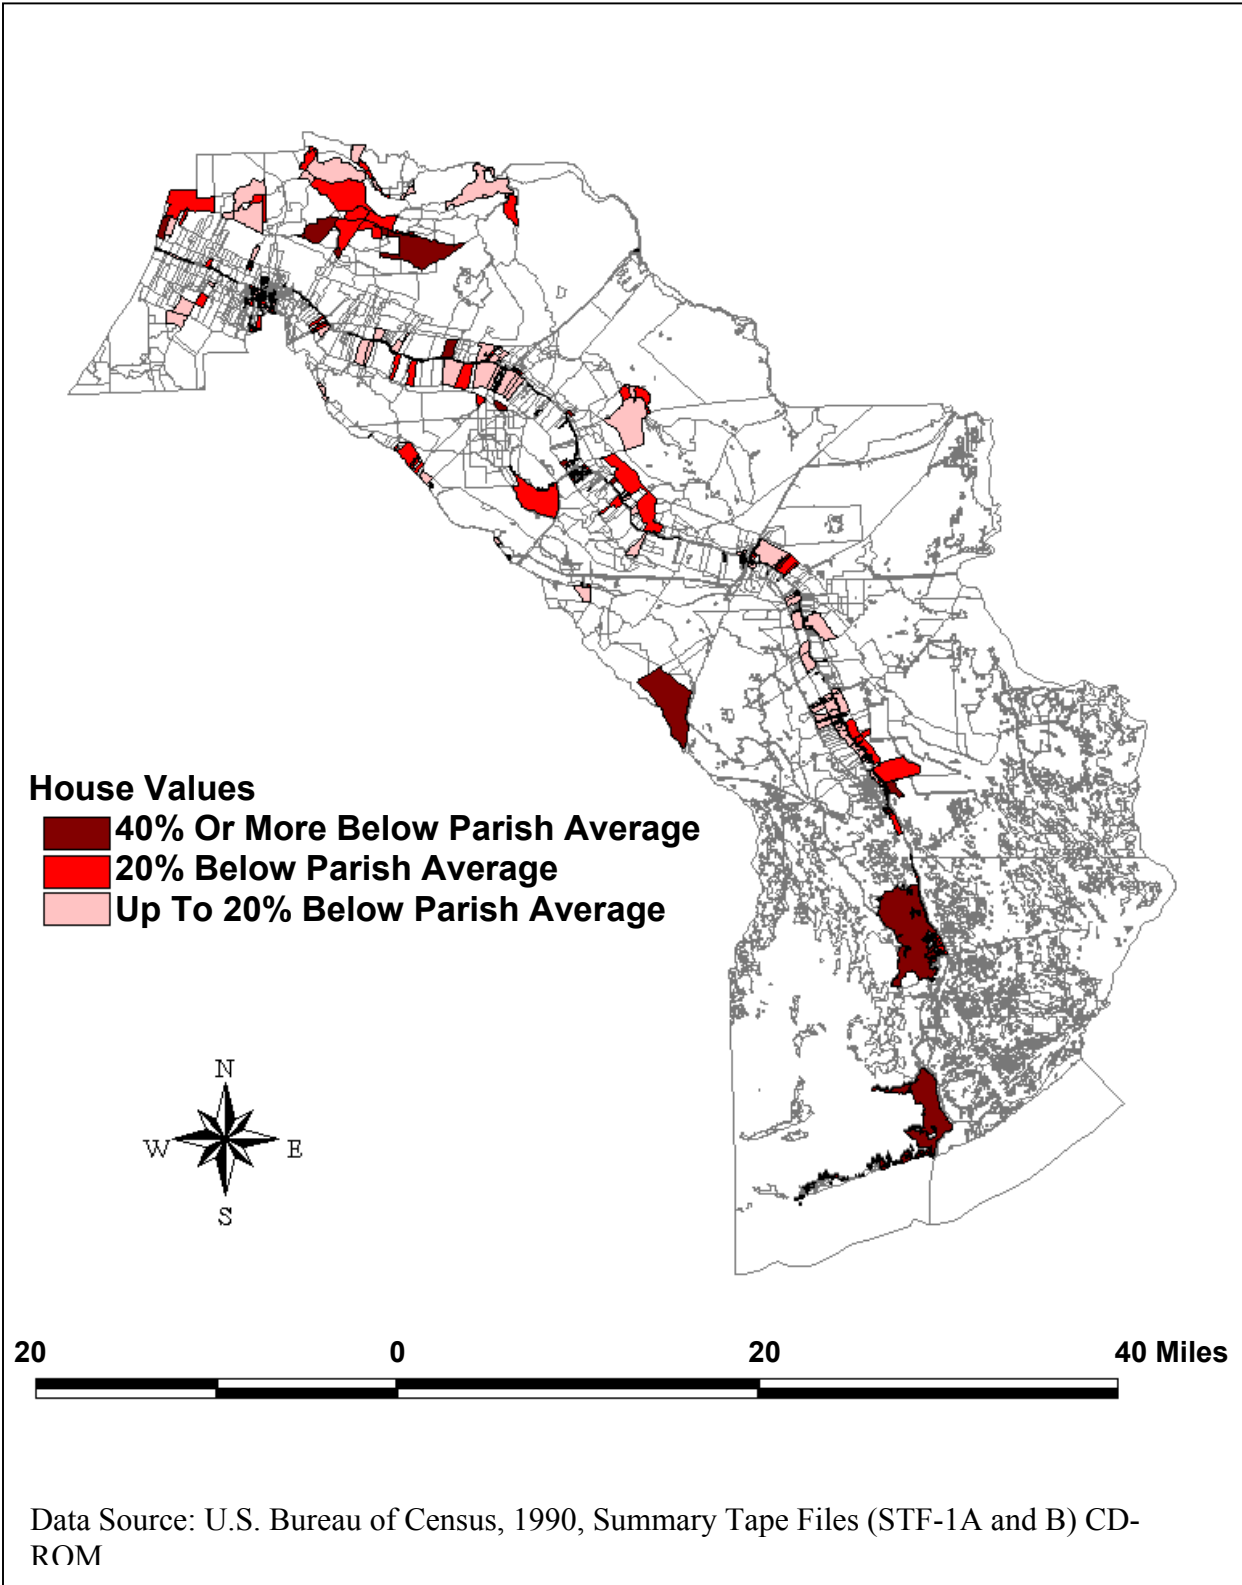 House Values
40% Or More Below Parish Average
20% Below Parish Average
Up To 20% Below Parish Average
N
W E
S
20 0 20 40 Miles
Data Source: U.S. Bureau of Census, 1990, Summary Tape Files (STF-1A and B) CD-
ROM